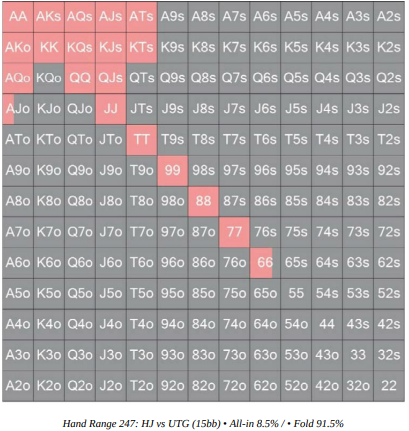 AA AKs AQs AJs ATs A9s A8s A7s A6s A5s A4s A3s A2s
AKo KK KQs KJs KTs K9s K8s K7s K6s K5s K4s K3s K2s
AQo KQo QQ QJs QTs Q9s Q8s Q7s Q6s Q5s Q4s Q3s Q2s
AJo KJo QJo JJ JTs J9s J8s J7s J6s J5s J4s J3s J2s
ATo KTo QTo JTo TT T9s T8s T7s T6s T5s T4s T3s T2s
A9o K9o Q9o J9o T9o 99 98s 97s 96s 95s 94s 93s 92s
A8o K8o Q8o J8o T8o 98o 88 87s 86s 85s 84s 83s 82s
A7o K7o Q7o J7o T7o 97o 87o 77 76s 75s 74s 73s 72s
A6o K6o Q6o J6o T6o 96o 86o 76o 66 65s 64s 63s 62s
A5o K5o Q5o J5o T5o 95o 85o 75o 65o 55 54s 53s 52s
A4o K4o Q4o J4o T4o 94o 84o 74o 64o 54o 44 43s 42s
A3o K3o Q3o J3o T3o 93o 83o 73o 63o 53o 43o 33 32s
A2o K2o Q2o J2o T2o 92o 82o 72o 62o 52o 42o 32o 22
Hand Range 247: HJ vs UTG (15bb) • All-in 8.5% / • Fold 91.5%